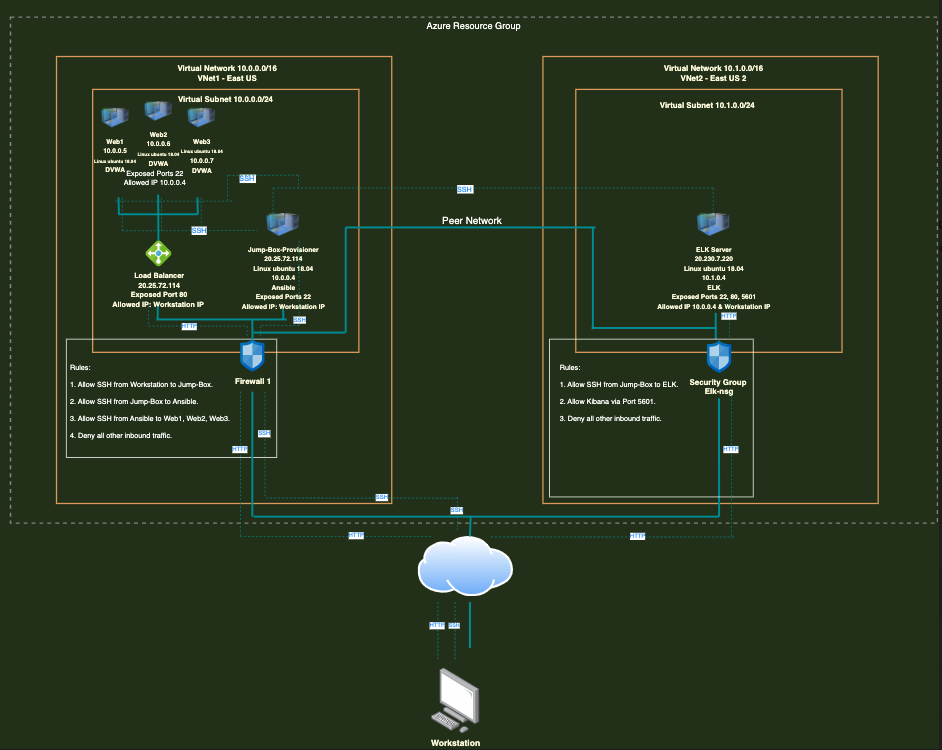 Azure Resource Group
Virtual Network 10.0.0.0/16
VNet1 - East US
Virtual Subnet 10.0.0.0/24
Web1
10.0.0.5
Linux ubuntu 18.04
DVWA
Web2
10.0.0.6
Linux ubuntu 18.04
DVWA
Web3
Linux ubuntu 18.04
10.0.0.7
DVWA
Exposed Ports 22
Allowed IP 10.0.0.4
SSH
SSH
Load Balancer
20.25.72.114
Exposed Port 80
Allowed IP: Workstation IP
Jump-Box-Provisioner
20.25.72.114
Linux ubuntu 18.04
10.0.0.4
Ansible
Exposed Ports 22
Allowed IP: Workstation IP
SSH
HTTP
SSH
Peer Network
Virtual Network 10.1.0.0/16
VNet2 - East US 2
Virtual Subnet 10.1.0.0/24
ELK Server
20.230.7.220
Linux ubuntu 18.04
10.1.0.4
ELK
Exposed Ports 22, 80, 5601
Allowed IP 10.0.0.4 & Workstation IP
HTTP
Rules:
1. Allow SSH from Workstation to Jump-Box.
2. Allow SSH from Jump-Box to Ansible.
3. Allow SSH from Ansible to Web1, Web2, Web3.
4. Deny all other inbound traffic.
Firewall 1
SSH
HTTP
Rules:
1. Allow SSH from Jump-Box to ELK.
2. Allow Kibana via Port 5601.
3. Deny all other inbound traffic.
Security Group
Elk-nsg
HTTP
SSH
SSH
HTTP
HTTP
HTTP
SSH
Workstation